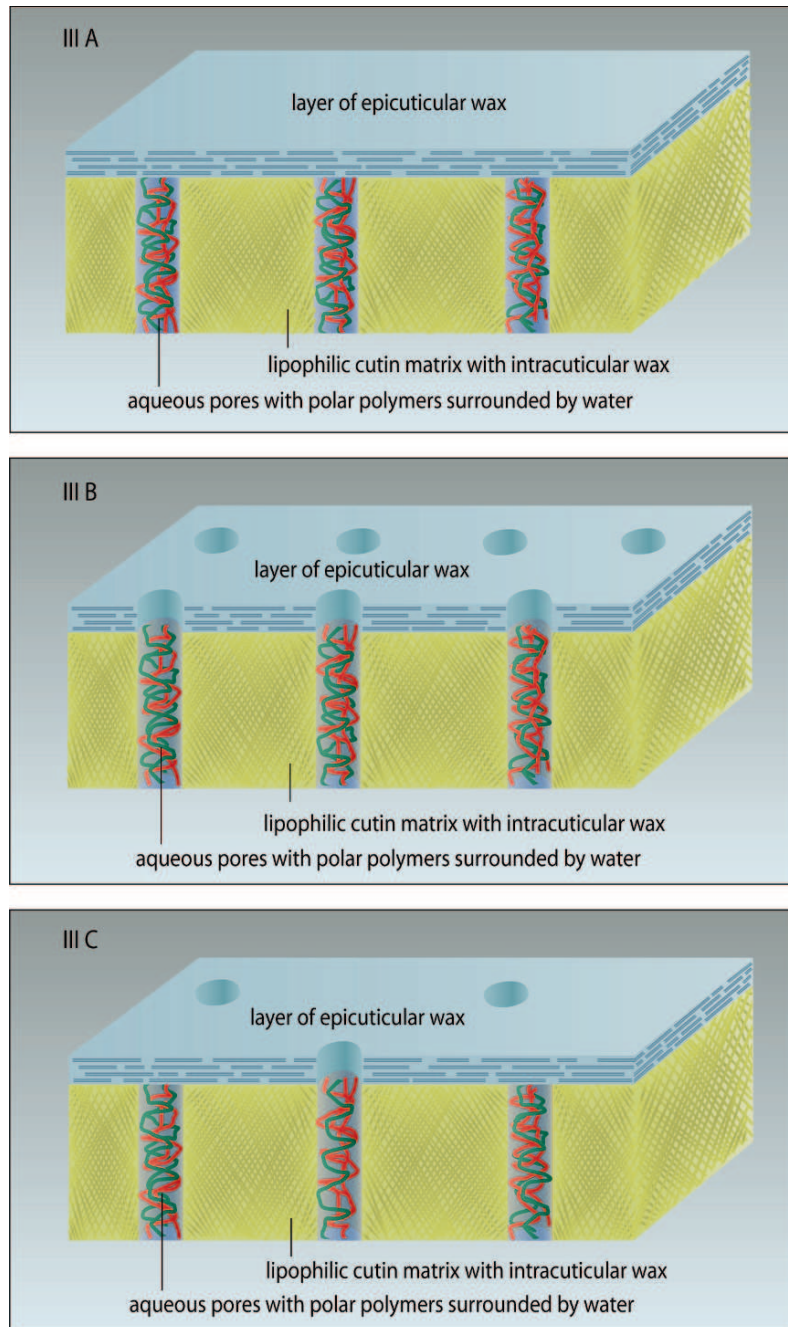 III A
layer of epicuticular wax
lipophilic cutin matrix with intracuticular wax
aqueous pores with polar polymers surrounded by water
III B
layer of epicuticular wax
lipophilic cutin matrix with intracuticular wax
aqueous pores with polar polymers surrounded by water
III C
layer of epicuticular wax
lipophilic cutin matrix with intracuticular wax
aqueous pores with polar polymers surrounded by water